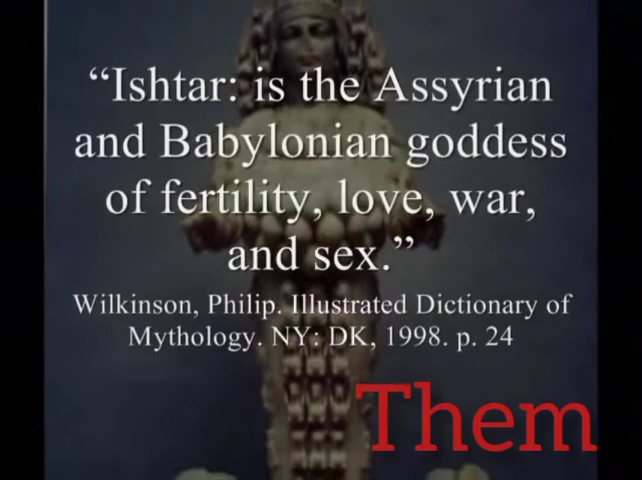 “Ishtar: is the Assyrian
and Babylonian goddess
of fertility, love, war,
and sex.”
Wilkinson, Philip. Illustrated Dictionary of
Mythology. NY: DK, 1998. p. 24
Them